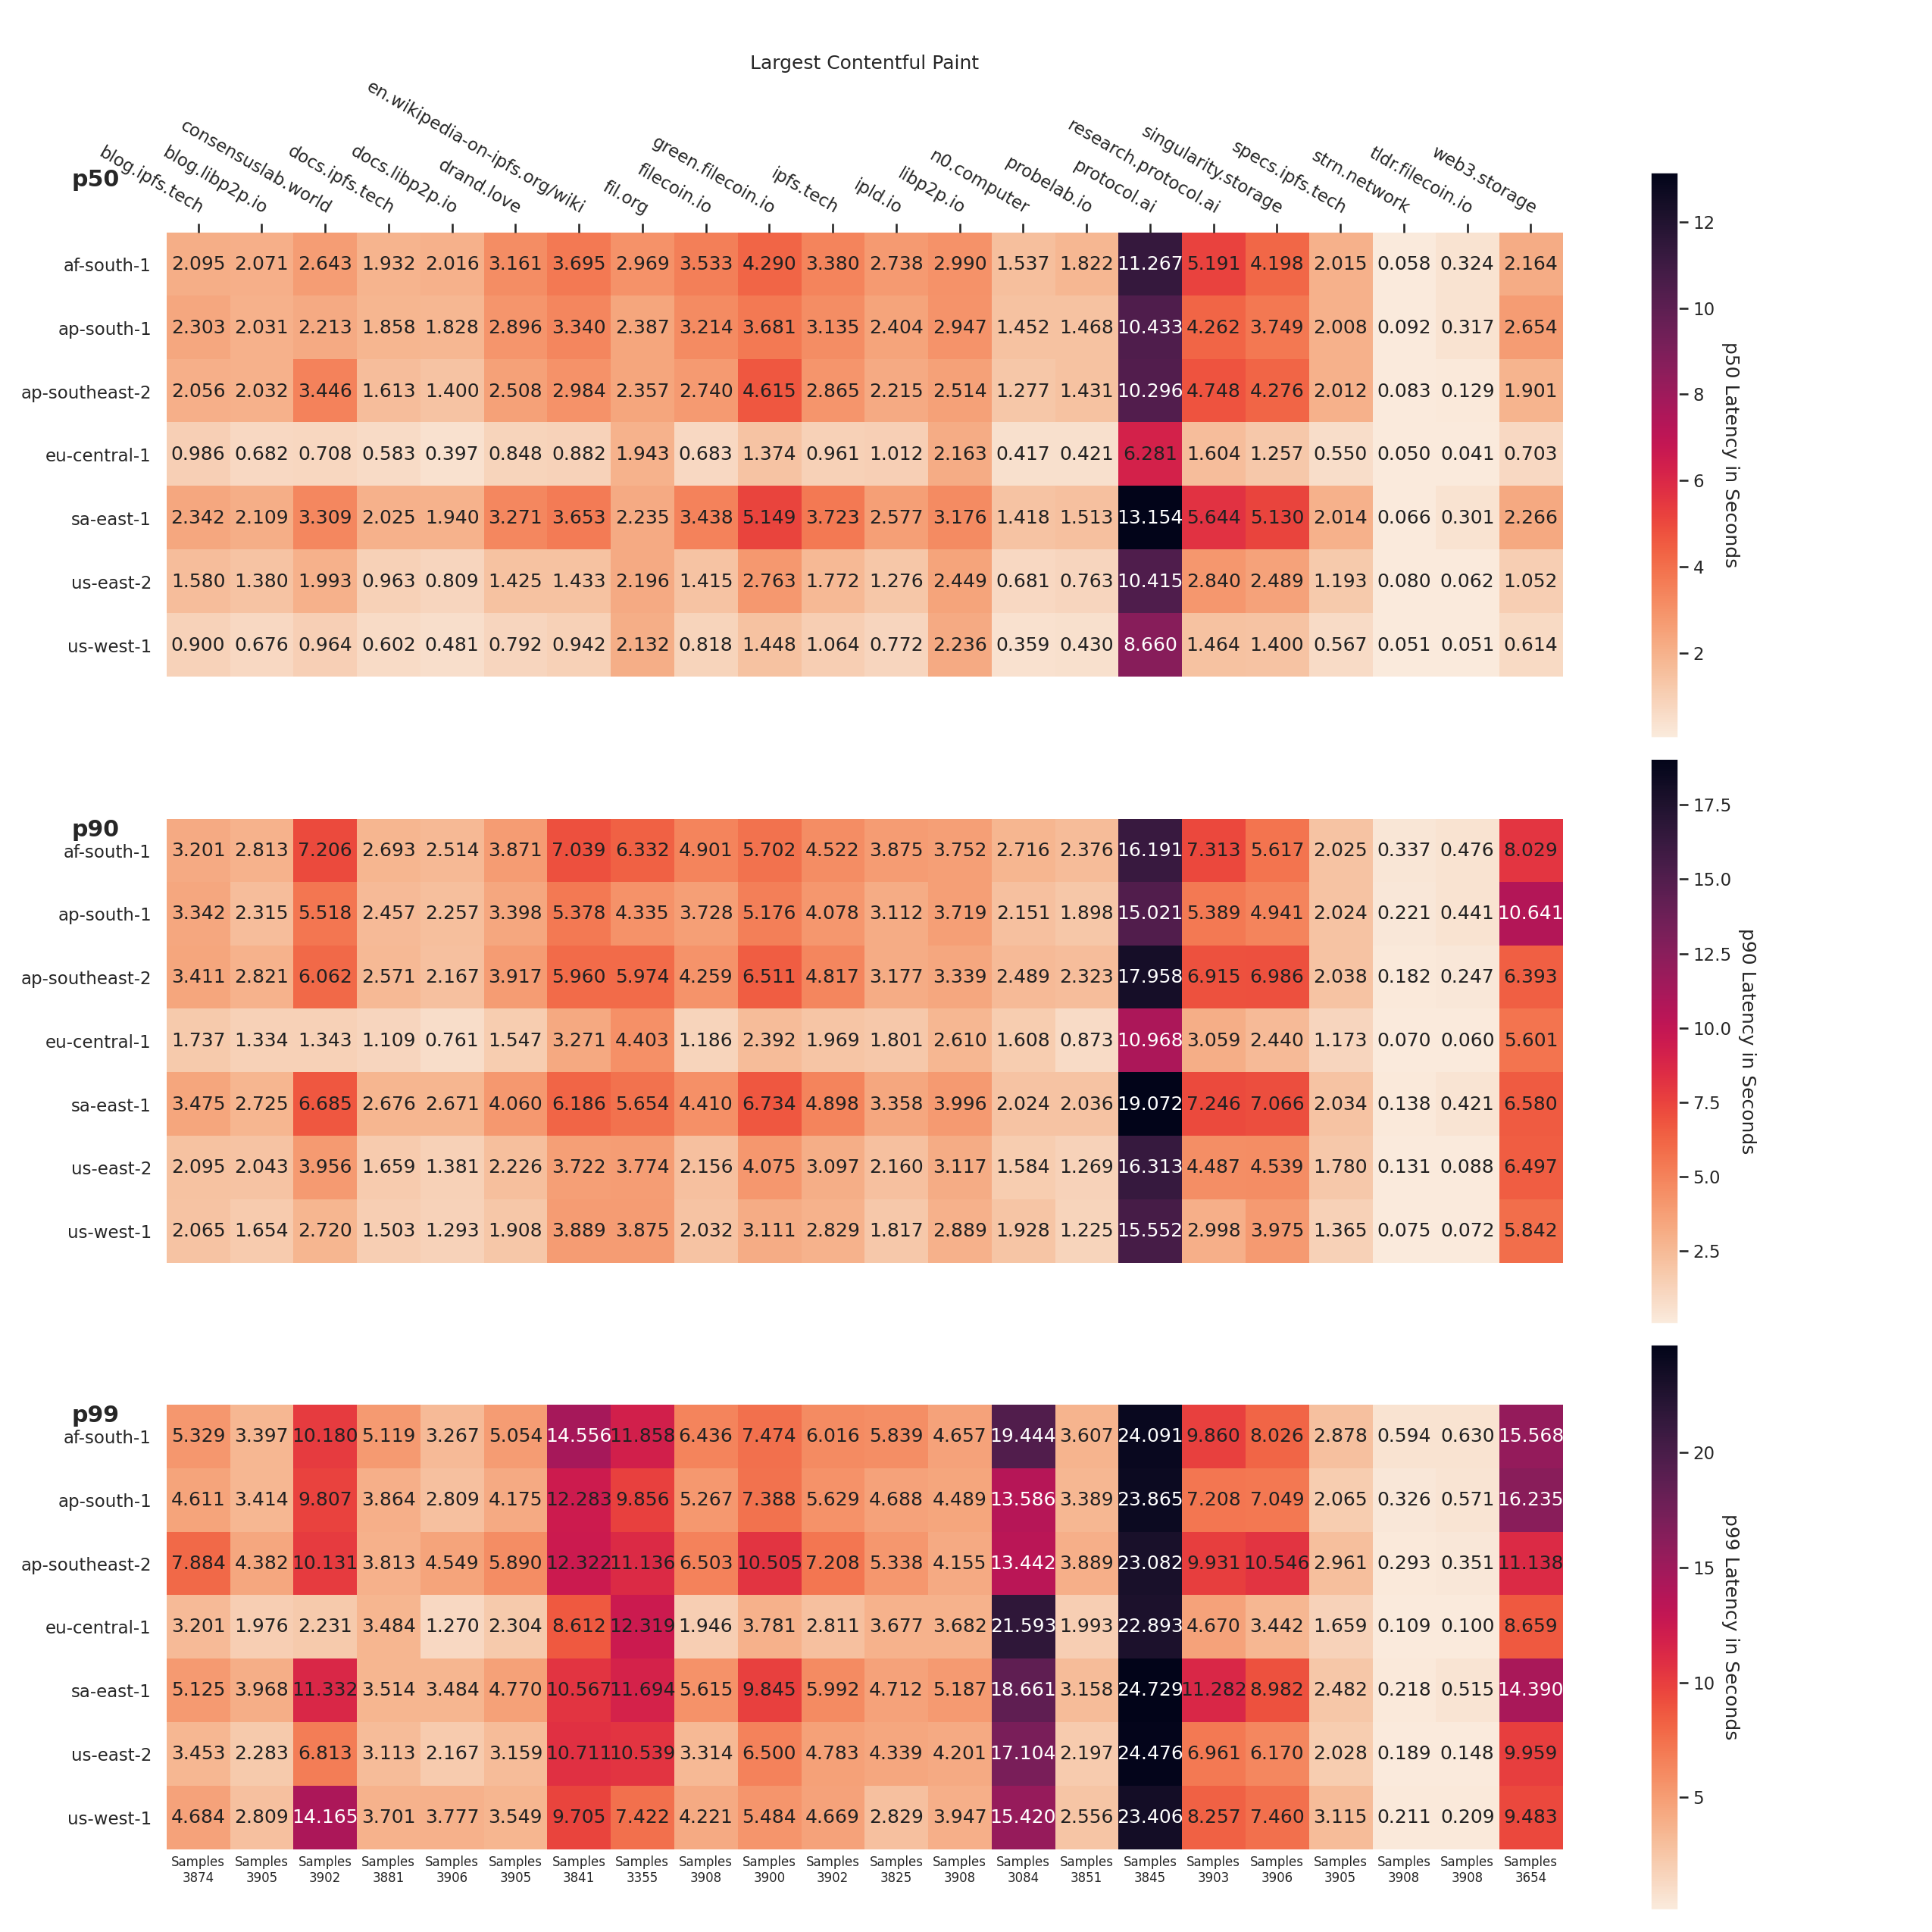 Largest Contentful Paint
p50
blog.ipfs.tech
blog.libp2p.io
consensuslab.world
docs.ipfs.tech
docs.libp2p.io
drand.love
en.wikipedia-on-ipfs.org/wiki
fil.org
filecoin.io
green.filecoin.io
ipfs.tech
ipld.io
libp2p.io
n0.computer
probelab.io
protocol.ai
research.protocol.ai
singularity.storage
specs.ipfs.tech
strn.network
tldr.filecoin.io
web3.storage
af-south-1 2.095 2.071 2.643 1.932 2.016 3.161 3.695 2.969 3.533 4.290 3.380 2.738 2.990 1.537 1.822 11.267 5.191 4.198 2.015 0.058 0.324 2.164
ap-south-1 2.303 2.031 2.213 1.858 1.828 2.896 3.340 2.387 3.214 3.681 3.135 2.404 2.947 1.452 1.468 10.433 4.262 3.749 2.008 0.092 0.317 2.654
ap-southeast-2 2.056 2.032 3.446 1.613 1.400 2.508 2.984 2.357 2.740 4.615 2.865 2.215 2.514 1.277 1.431 10.296 4.748 4.276 2.012 0.083 0.129 1.901
eu-central-1 0.986 0.682 0.708 0.583 0.397 0.848 0.882 1.943 0.683 1.374 0.961 1.012 2.163 0.417 0.421 6.281 1.604 1.257 0.550 0.050 0.041 0.703
sa-east-1 2.342 2.109 3.309 2.025 1.940 3.271 3.653 2.235 3.438 5.149 3.723 2.577 3.176 1.418 1.513 13.154 5.644 5.130 2.014 0.066 0.301 2.266
us-east-2 1.580 1.380 1.993 0.963 0.809 1.425 1.433 2.196 1.415 2.763 1.772 1.276 2.449 0.681 0.763 10.415 2.840 2.489 1.193 0.080 0.062 1.052
us-west-1 0.900 0.676 0.964 0.602 0.481 0.792 0.942 2.132 0.818 1.448 1.064 0.772 2.236 0.359 0.430 8.660 1.464 1.400 0.567 0.051 0.051 0.614
12
10
8
6
4
2
p50 Latency in Seconds
p90
af-south-1 3.201 2.813 7.206 2.693 2.514 3.871 7.039 6.332 4.901 5.702 4.522 3.875 3.752 2.716 2.376 16.191 7.313 5.617 2.025 0.337 0.476 8.029
ap-south-1 3.342 2.315 5.518 2.457 2.257 3.398 5.378 4.335 3.728 5.176 4.078 3.112 3.719 2.151 1.898 15.021 5.389 4.941 2.024 0.221 0.441 10.641
ap-southeast-2 3.411 2.821 6.062 2.571 2.167 3.917 5.960 5.974 4.259 6.511 4.817 3.177 3.339 2.489 2.323 17.958 6.915 6.986 2.038 0.182 0.247 6.393
eu-central-1 1.737 1.334 1.343 1.109 0.761 1.547 3.271 4.403 1.186 2.392 1.969 1.801 2.610 1.608 0.873 10.968 3.059 2.440 1.173 0.070 0.060 5.601
sa-east-1 3.475 2.725 6.685 2.676 2.671 4.060 6.186 5.654 4.410 6.734 4.898 3.358 3.996 2.024 2.036 19.072 7.246 7.066 2.034 0.138 0.421 6.580
us-east-2 2.095 2.043 3.956 1.659 1.381 2.226 3.722 3.774 2.156 4.075 3.097 2.160 3.117 1.584 1.269 16.313 4.487 4.539 1.780 0.131 0.088 6.497
us-west-1 2.065 1.654 2.720 1.503 1.293 1.908 3.889 3.875 2.032 3.111 2.829 1.817 2.889 1.928 1.225 15.552 2.998 3.975 1.365 0.075 0.072 5.842
17.5
15.0
12.5
10.0
7.5
5.0
2.5
p90 Latency in Seconds
p99
af-south-1 5.329 3.397 10.180 5.119 3.267 5.054 14.556 11.858 6.436 7.474 6.016 5.839 4.657 19.444 3.607 24.091 9.860 8.026 2.878 0.594 0.630 15.568
ap-south-1 4.611 3.414 9.807 3.864 2.809 4.175 12.283 9.856 5.267 7.388 5.629 4.688 4.489 13.586 3.389 23.865 7.208 7.049 2.065 0.326 0.571 16.235
ap-southeast-2 7.884 4.382 10.131 3.813 4.549 5.890 12.322 11.136 6.503 10.505 7.208 5.338 4.155 13.442 3.889 23.082 9.931 10.546 2.961 0.293 0.351 11.138
eu-central-1 3.201 1.976 2.231 3.484 1.270 2.304 8.612 12.319 1.946 3.781 2.811 3.677 3.682 21.593 1.993 22.893 4.670 3.442 1.659 0.109 0.100 8.659
sa-east-1 5.125 3.968 11.332 3.514 3.484 4.770 10.567 11.694 5.615 9.845 5.992 4.712 5.187 18.661 3.158 24.729 11.282 8.982 2.482 0.218 0.515 14.390
us-east-2 3.453 2.283 6.813 3.113 2.167 3.159 10.711 10.539 3.314 6.500 4.783 4.339 4.201 17.104 2.197 24.476 6.961 6.170 2.028 0.189 0.148 9.959
us-west-1 4.684 2.809 14.165 3.701 3.777 3.549 9.705 7.422 4.221 5.484 4.669 2.829 3.947 15.420 2.556 23.406 8.257 7.460 3.115 0.211 0.209 9.483
Samples Samples Samples Samples Samples Samples Samples Samples Samples Samples Samples Samples Samples Samples Samples Samples Samples Samples Samples Samples Samples Samples
3874 3905 3902 3881 3906 3905 3841 3355 3908 3900 3902 3825 3908 3084 3851 3845 3903 3906 3905 3908 3908 3654
20
15
10
5
p99 Latency in Seconds